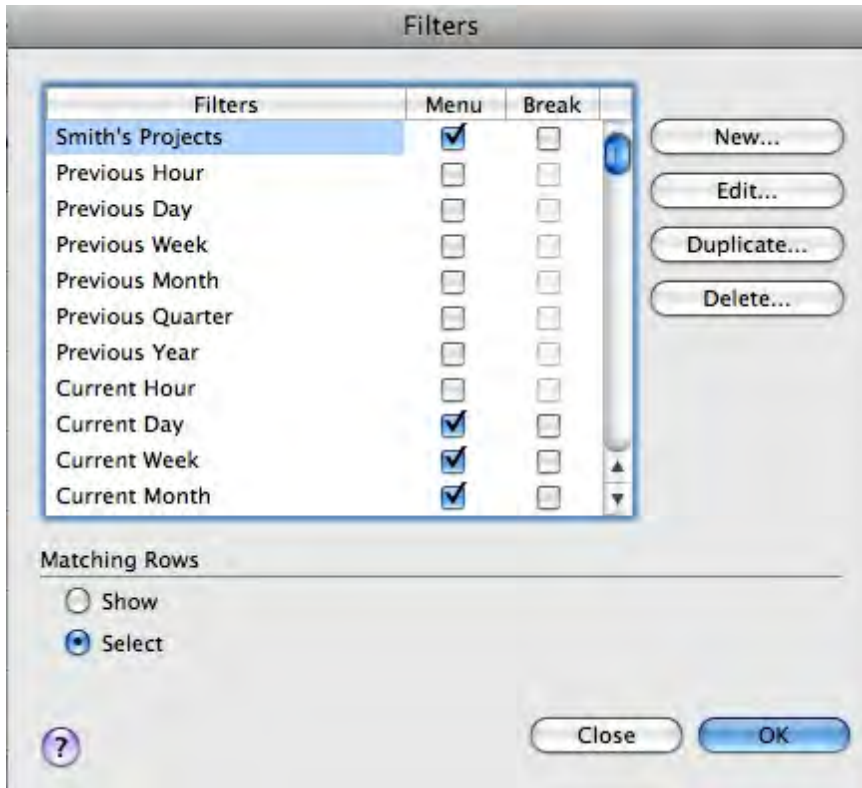 Filters
Filters Menu Break
Smith's Projects
Previous Hour
Previous Day
Previous Week
Previous Month
Previous Quarter
Previous Year
Current Hour
Current Day
Current Week
Current Month
New...
Edit...
Duplicate...
Delete...
Matching Rows
Show
Select
?
Close
OK